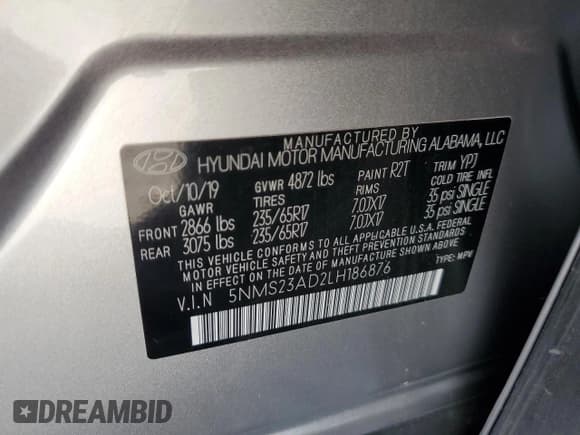 MANUFACTURED BY
HYUNDAI MOTOR MANUFACTURING ALABAMA, LLC
Oct/10/19 GVWR 4872 lbs PAINT R2T TRIM YPJ
GAWR TIRES RIMS COLD TIRE INFL
FRONT 2866 lbs 235/65R17 7.0JX17 35 psi SINGLE
REAR 3075 lbs 235/65R17 7.0JX17 35 psi SINGLE
THIS VEHICLE CONFORMS TO ALL APPLICABLE U.S.A. FEDERAL
MOTOR VEHICLE SAFETY BUMPER, AND THEFT PREVENTION STANDARDS
IN EFFECT ON THE DATE OF MANUFACTURE SHOWN ABOVE.
V.I.N 5NMS23AD2LH186876 TYPE: MPV
DREAMBID